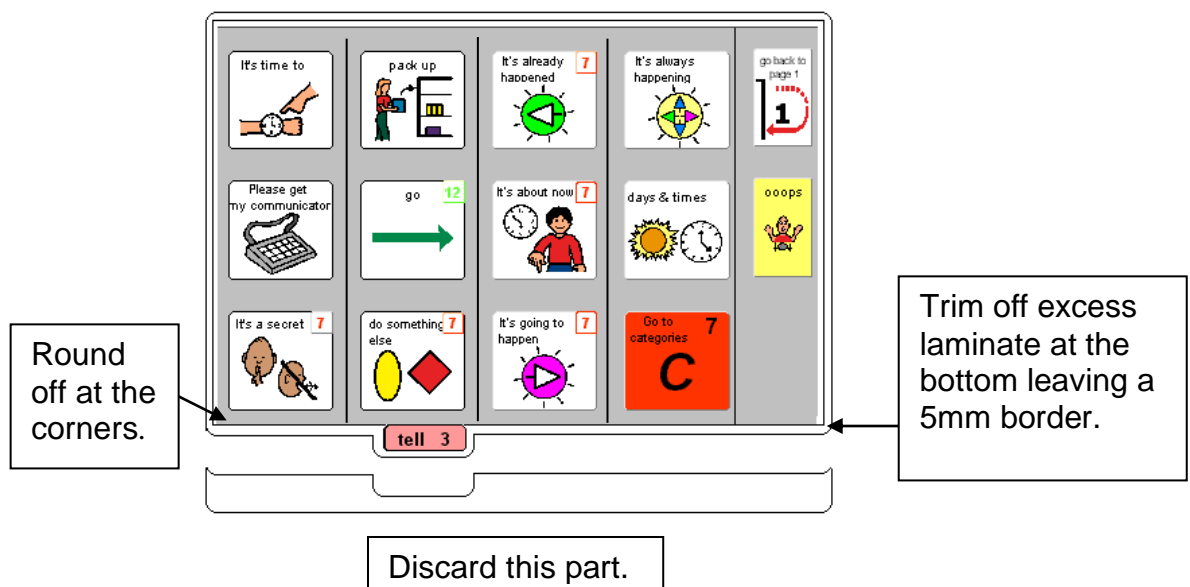 It's time to
pack up
It's already 7
happened
It's always
happening
go back to
page 1
1
Please get
my communicator
go 12
It's about now 7
days & times
ooops
It's a secret 7
do something 7
else
It's going to 7
happen
Go to 7
categories
C
tell 3
Round
off at the
corners.
Trim off excess
laminate at the
bottom leaving a
5mm border.
Discard this part.